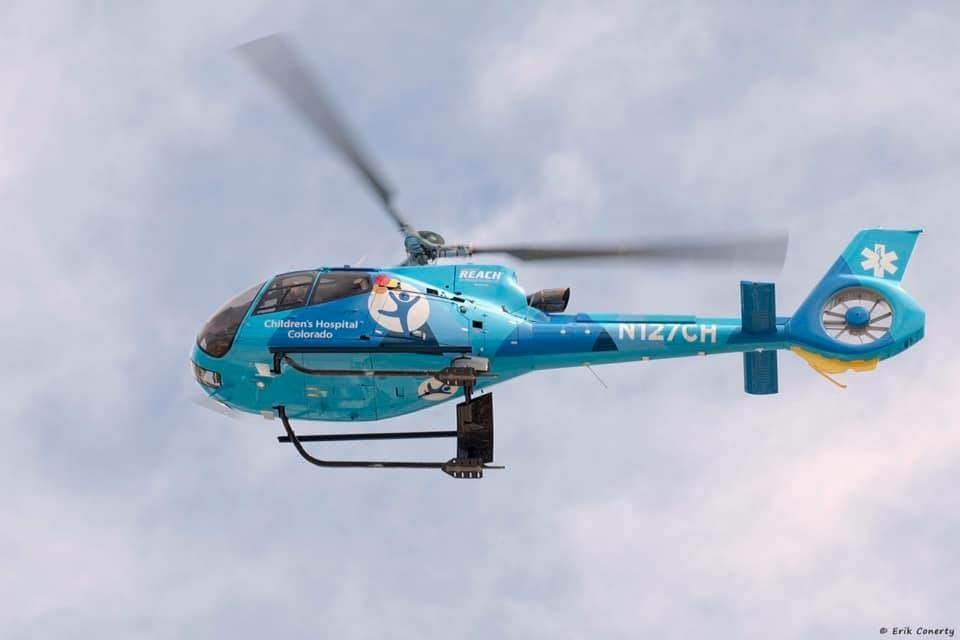 REACH
Children's Hospital
Colorado
N127CH
© Erik Conerty